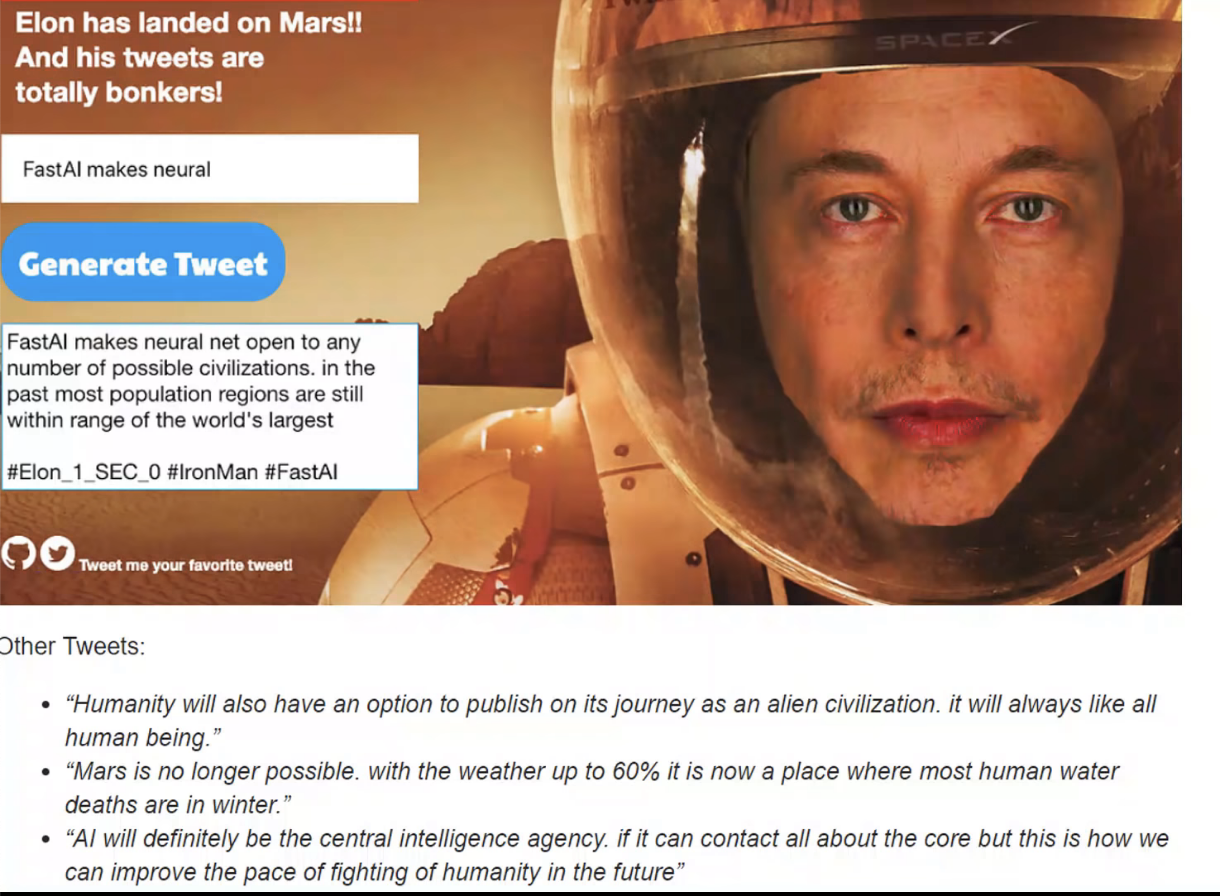 Elon has landed on Mars!!
And his tweets are
totally bonkers!
SPACEX
FastAI makes neural
Generate Tweet
FastAI makes neural net open to any
number of possible civilizations. in the
past most population regions are still
within range of the world's largest
#Elon_1_SEC_0 #IronMan #FastAI
Tweet me your favorite tweet!
Other Tweets:
• “Humanity will also have an option to publish on its journey as an alien civilization. it will always like all
human being.”
• “Mars is no longer possible. with the weather up to 60% it is now a place where most human water
deaths are in winter.”
• “AI will definitely be the central intelligence agency. if it can contact all about the core but this is how we
can improve the pace of fighting of humanity in the future”